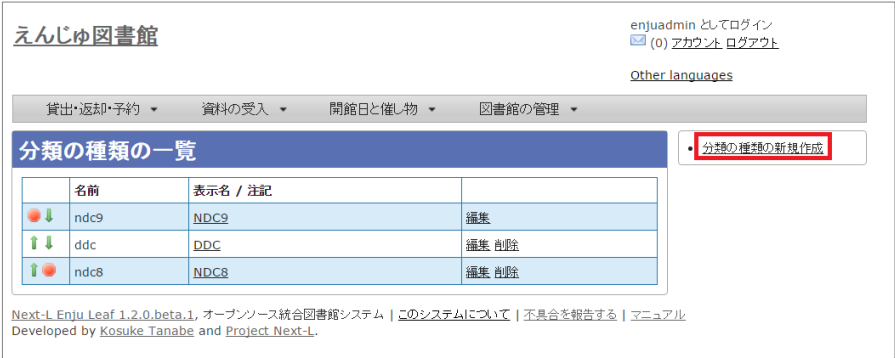 えんじゅ図書館
enjuadmin としてログイン
(0) アカウント ログアウト
Other languages
貸出・返却・予約 ▼ 資料の受入 ▼ 開館日と催し物 ▼ 図書館の管理 ▼
分類の種類の一覧
• 分類の種類の新規作成
名前 表示名 / 注記
ndc9 NDC9 編集
ddc DDC 編集 削除
ndc8 NDC8 編集 削除
Next-L Enju Leaf 1.2.0.beta.1, オープンソース統合図書館システム | このシステムについて | 不具合を報告する | マニュアル
Developed by Kosuke Tanabe and Project Next-L.